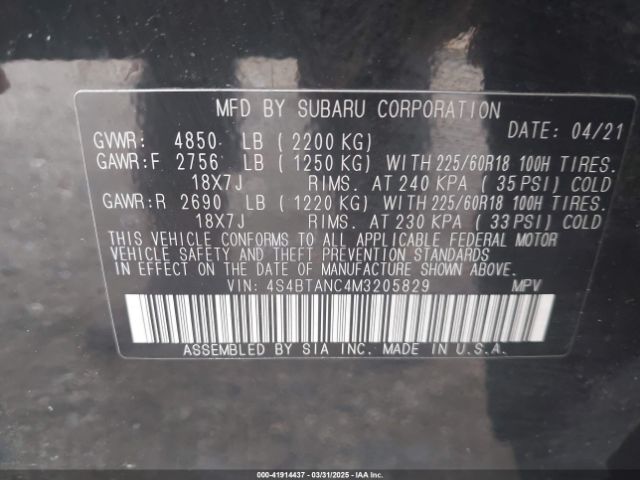 MFD BY SUBARU CORPORATION
DATE: 04/21
GVWR: 4850 LB (2200 KG)
GAWR:F 2756 LB (1250 KG) WITH 225/60R18 100H TIRES.
18X7J RIMS. AT 240 KPA (35 PSI) COLD
GAWR:R 2690 LB (1220 KG) WITH 225/60R18 100H TIRES.
18X7J RIMS. AT 230 KPA (33 PSI) COLD
THIS VEHICLE CONFORMS TO ALL APPLICABLE FEDERAL MOTOR
VEHICLE SAFETY AND THEFT PREVENTION STANDARDS
IN EFFECT ON THE DATE OF MANUFACTURE SHOWN ABOVE.
VIN: 4S4BTANC4M3205829 MPV
ASSEMBLED BY SIA INC. MADE IN U.S.A.
000-41914437 - 03/31/2025 - IAA Inc.